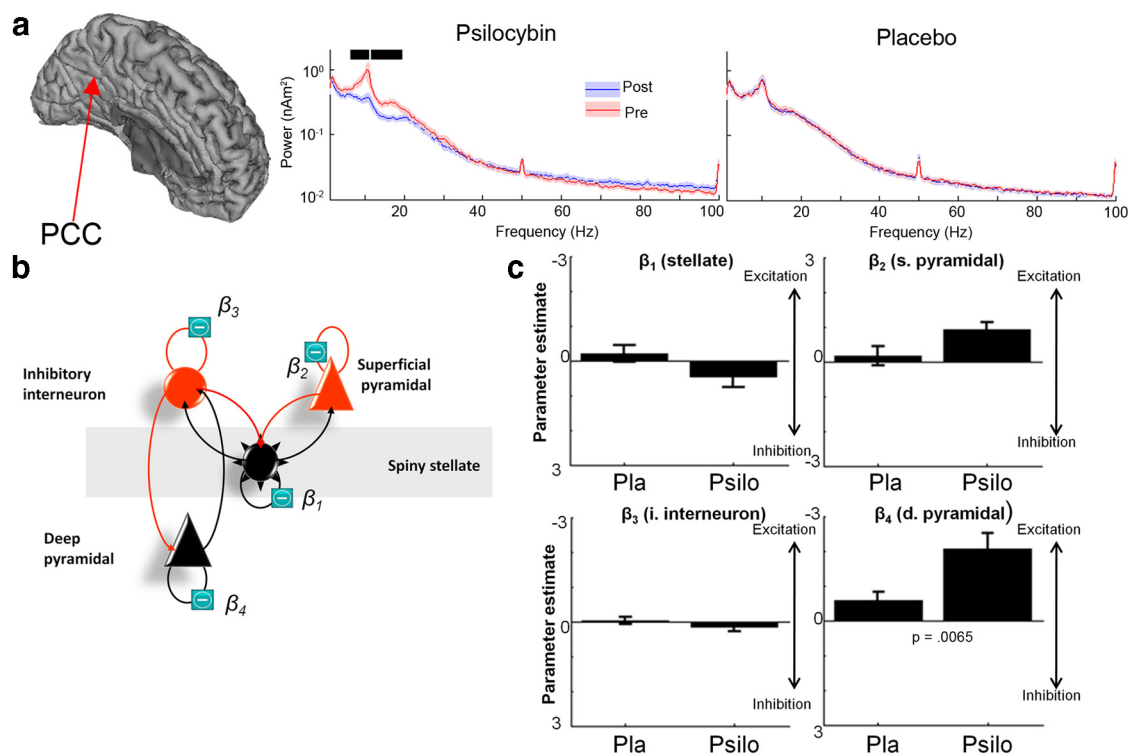 a
Psilocybin
Placebo
PCC
Power (nAm²)
10⁰
10⁻¹
10⁻²
Post
Pre
20
40
60
80
100
Frequency (Hz)
20
40
60
80
100
Frequency (Hz)
b
β3
β2
Inhibitory
interneuron
Superficial
pyramidal
Spiny stellate
β1
Deep
pyramidal
β4
c
β1 (stellate)
-3
0
3
Parameter estimate
Excitation
Inhibition
Pla
Psilo
β2 (s. pyramidal)
3
0
-3
Excitation
Inhibition
Pla
Psilo
β3 (i. interneuron)
-3
0
3
Parameter estimate
Excitation
Inhibition
Pla
Psilo
β4 (d. pyramidal)
-3
0
3
Excitation
p = .0065
Inhibition
Pla
Psilo